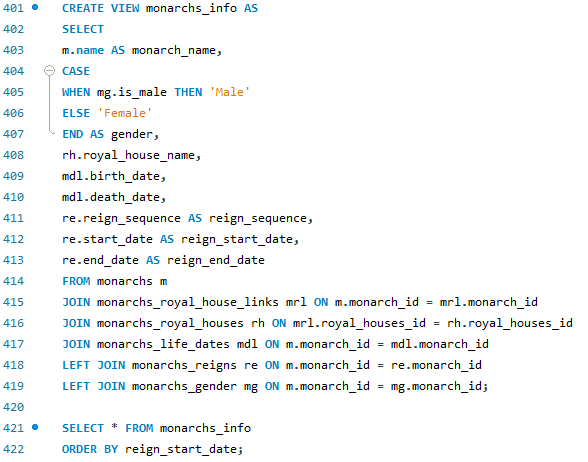 401 CREATE VIEW monarchs_info AS
402 SELECT
403 m.name AS monarch_name,
404 CASE
405 WHEN mg.is_male THEN 'Male'
406 ELSE 'Female'
407 END AS gender,
408 rh.royal_house_name,
409 mdl.birth_date,
410 mdl.death_date,
411 re.reign_sequence AS reign_sequence,
412 re.start_date AS reign_start_date,
413 re.end_date AS reign_end_date
414 FROM monarchs m
415 JOIN monarchs_royal_house_links mrl ON m.monarch_id = mrl.monarch_id
416 JOIN monarchs_royal_houses rh ON mrl.royal_houses_id = rh.royal_houses_id
417 JOIN monarchs_life_dates mdl ON m.monarch_id = mdl.monarch_id
418 LEFT JOIN monarchs_reigns re ON m.monarch_id = re.monarch_id
419 LEFT JOIN monarchs_gender mg ON m.monarch_id = mg.monarch_id;
420
421 SELECT * FROM monarchs_info
422 ORDER BY reign_start_date;